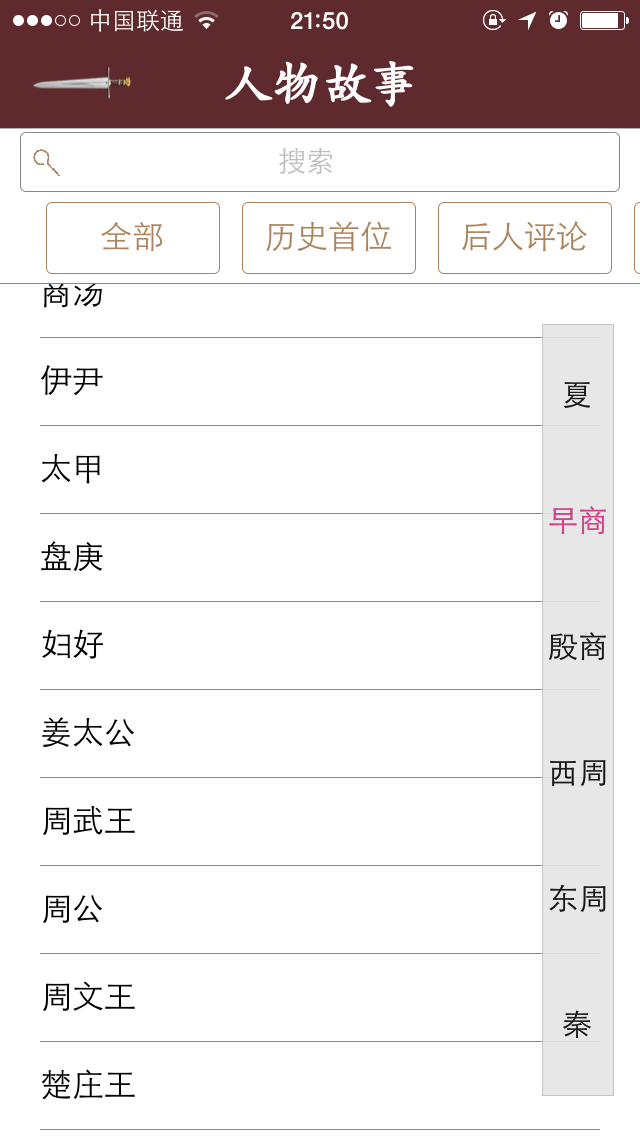 中国联通 21:50
人物故事
搜索
全部 历史首位 后人评论
商汤
伊尹
太甲
盘庚
妇好
姜太公
周武王
周公
周文王
楚庄王
夏
早商
殷商
西周
东周
秦